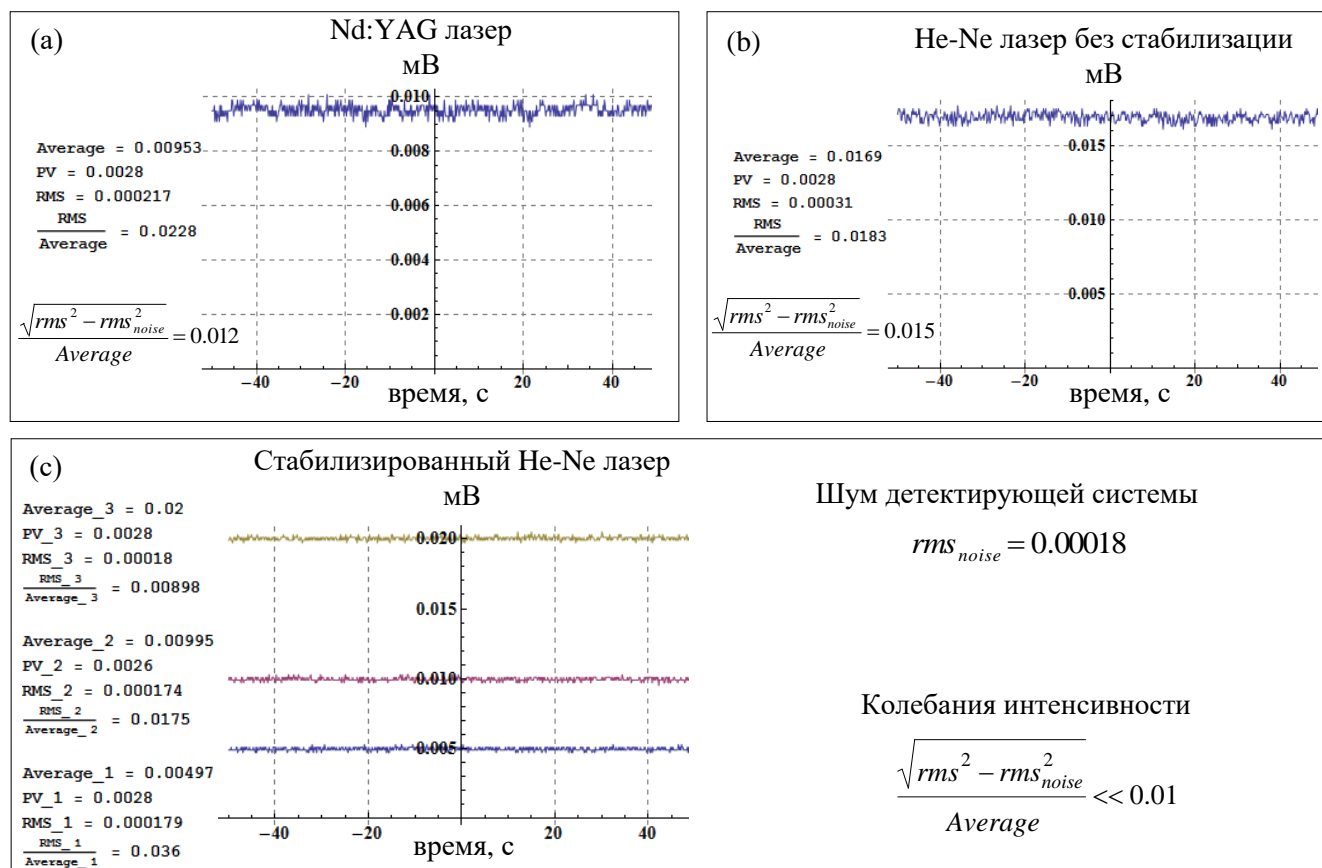 (a)
Nd:YAG лазер
мВ
0.010
0.008
0.006
0.004
0.002
Average = 0.00953
PV = 0.0028
RMS = 0.000217
RMS / Average = 0.0228
√(rms² − rms²noise) / Average = 0.012
−40 −20 20 40
время, с
(b)
He-Ne лазер без стабилизации
мВ
0.015
0.010
0.005
Average = 0.0169
PV = 0.0028
RMS = 0.00031
RMS / Average = 0.0183
√(rms² − rms²noise) / Average = 0.015
−40 −20 20 40
время, с
(c)
Стабилизированный He-Ne лазер
мВ
0.020
0.015
0.010
0.005
Average_3 = 0.02
PV_3 = 0.0028
RMS_3 = 0.00018
RMS_3 / Average_3 = 0.00898
Average_2 = 0.00995
PV_2 = 0.0026
RMS_2 = 0.000174
RMS_2 / Average_2 = 0.0175
Average_1 = 0.00497
PV_1 = 0.0028
RMS_1 = 0.000179
RMS_1 / Average_1 = 0.036
−40 −20 20 40
время, с
Шум детектирующей системы
rmsnoise = 0.00018
Колебания интенсивности
√(rms² − rms²noise) / Average << 0.01